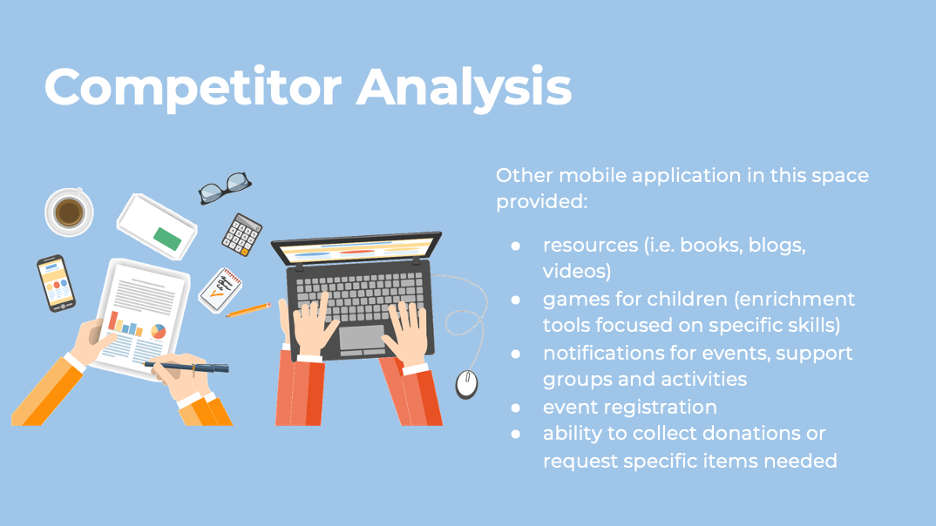 Competitor Analysis
Other mobile application in this space
provided:
● resources (i.e. books, blogs,
videos)
● games for children (enrichment
tools focused on specific skills)
● notifications for events, support
groups and activities
● event registration
● ability to collect donations or
request specific items needed